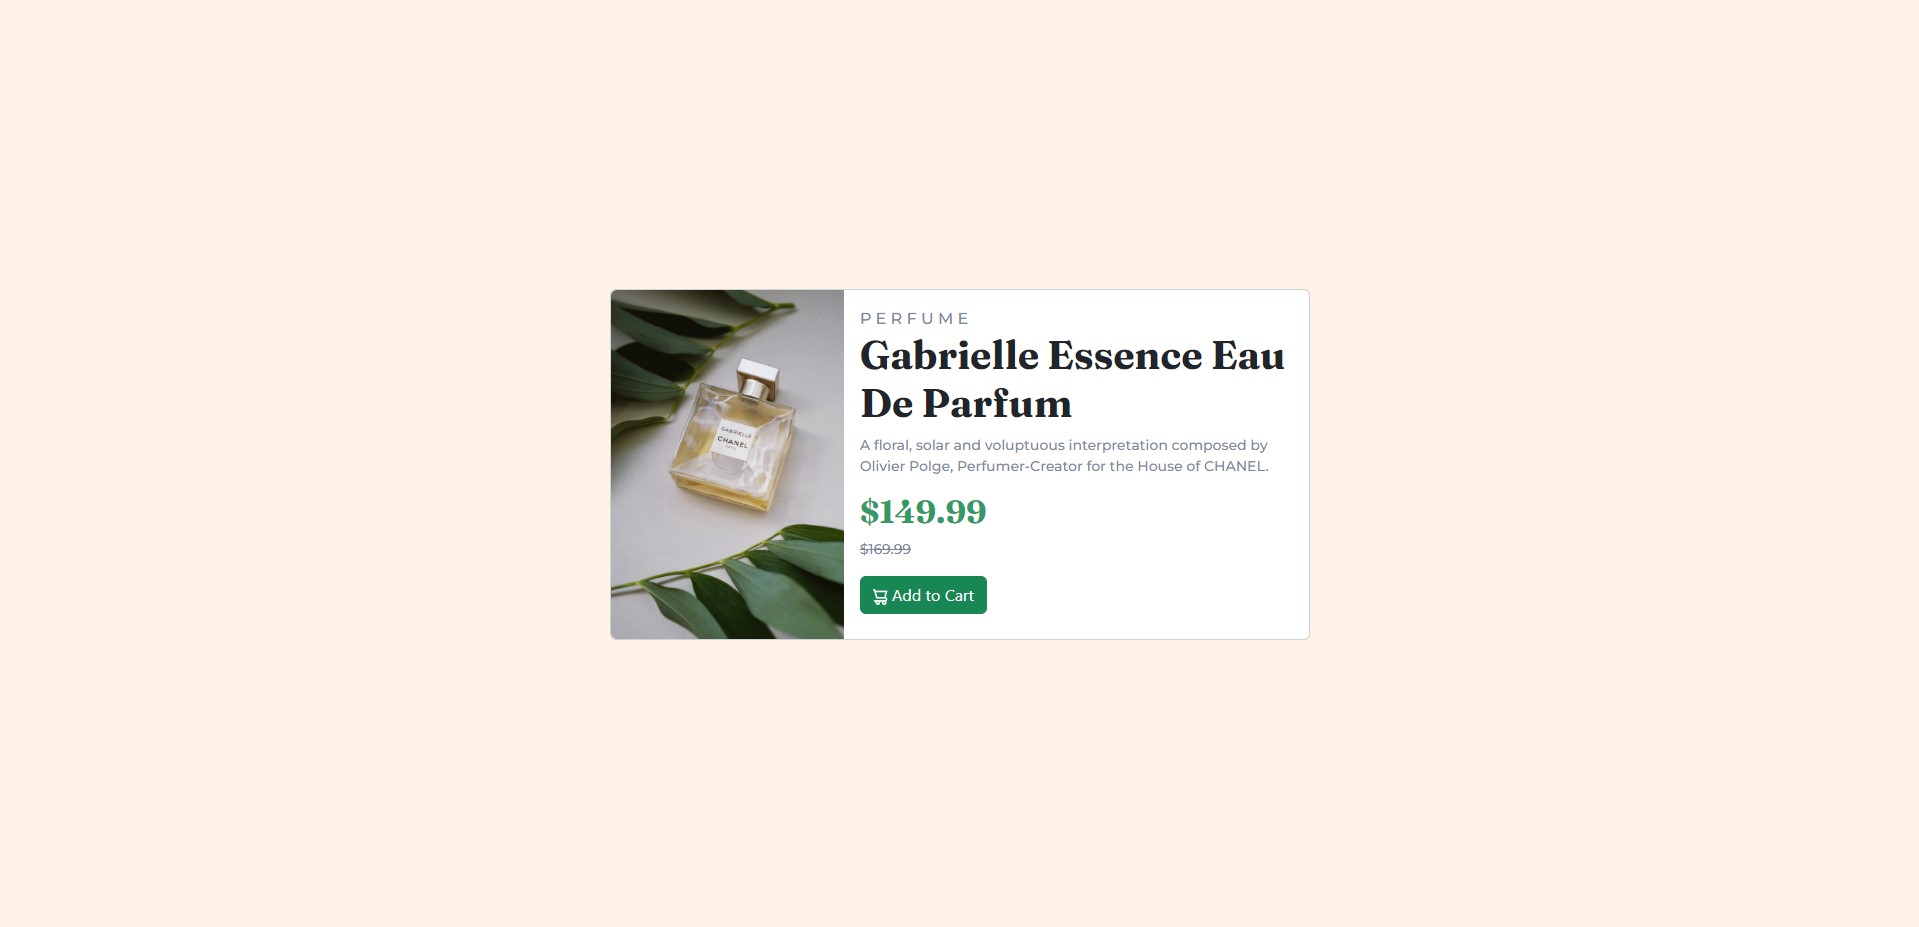 GABRIELLE
CHANEL
PERFUME
Gabrielle Essence Eau
De Parfum
A floral, solar and voluptuous interpretation composed by
Olivier Polge, Perfumer-Creator for the House of CHANEL.
$149.99
$169.99
Add to Cart